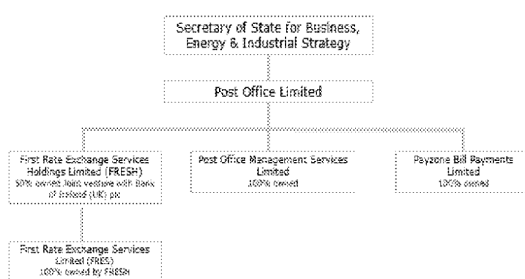 Secretary of State for Business,
Energy & Industrial Strategy
Post Office Limited
First Rate Exchange Services
Holdings Limited (FRESH)
50% owned Joint venture with Bank
of Ireland (UK) plc
Post Office Management Services
Limited
100% owned
Payzone Bill Payments
Limited
100% owned
First Rate Exchange Services
Limited (FRES)
100% owned by FRESH